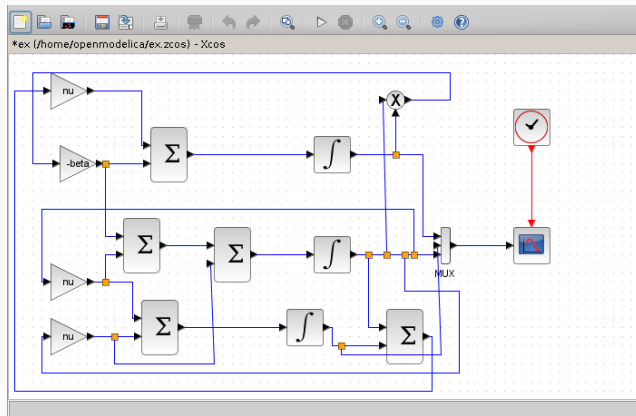 *ex (/home/openmodelica/ex.zcos) - Xcos
nu
X
-beta
Σ
∫
Σ
Σ
∫
MUX
nu
Σ
∫
Σ
nu